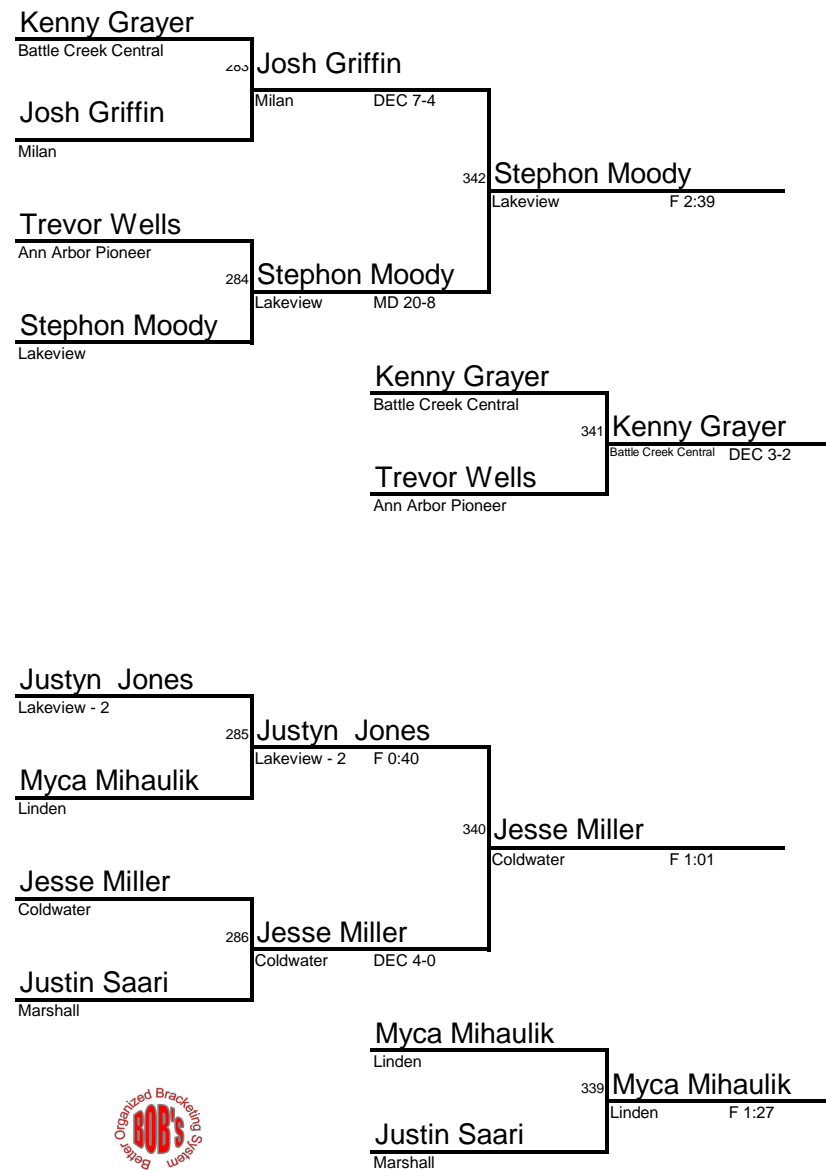 Kenny Grayer
Battle Creek Central
283 Josh Griffin
Milan DEC 7-4
Josh Griffin
Milan
342 Stephon Moody
Lakeview F 2:39
Trevor Wells
Ann Arbor Pioneer
284 Stephon Moody
Lakeview MD 20-8
Stephon Moody
Lakeview
Kenny Grayer
Battle Creek Central
341 Kenny Grayer
Battle Creek Central DEC 3-2
Trevor Wells
Ann Arbor Pioneer
Justyn  Jones
Lakeview - 2
285 Justyn  Jones
Lakeview - 2 F 0:40
Myca Mihaulik
Linden
340 Jesse Miller
Coldwater F 1:01
Jesse Miller
Coldwater
286 Jesse Miller
Coldwater DEC 4-0
Justin Saari
Marshall
Myca Mihaulik
Linden
339 Myca Mihaulik
Linden F 1:27
Justin Saari
Marshall
Better Organized Bracketing System
BOB's